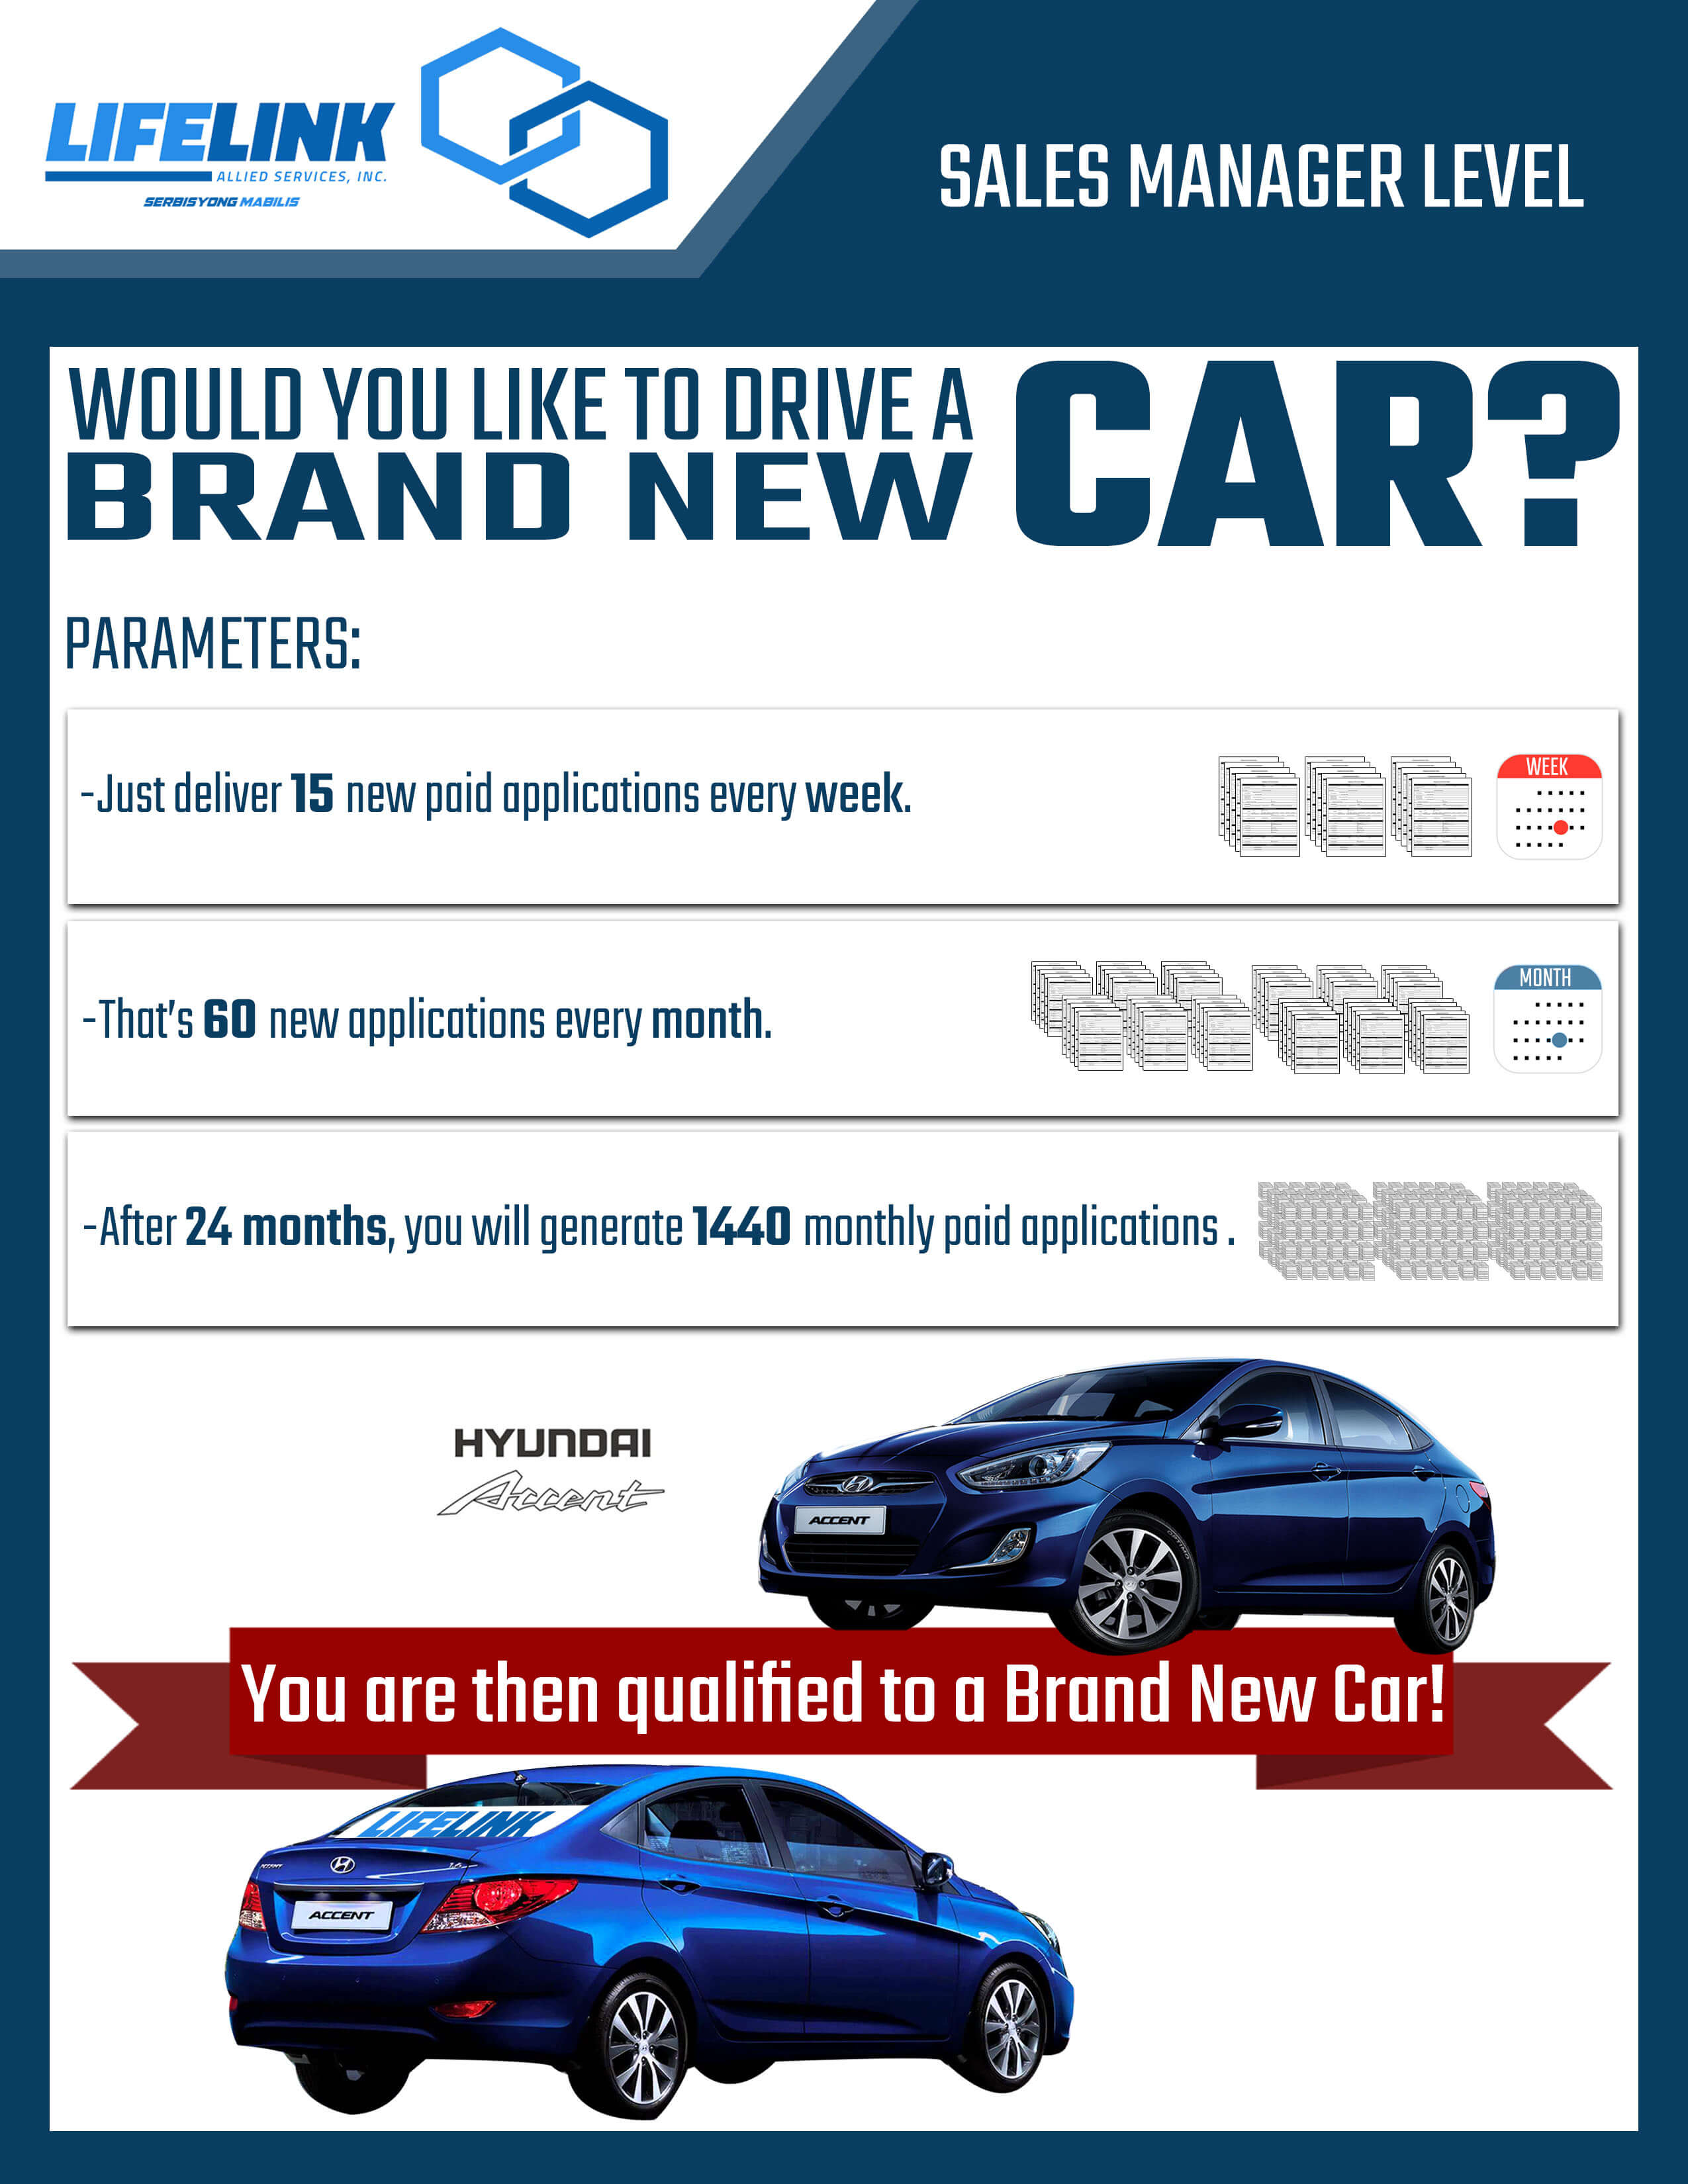 LIFELINK
ALLIED SERVICES, INC.
SERBISYONG MABILIS
SALES MANAGER LEVEL
WOULD YOU LIKE TO DRIVE A
BRAND NEW CAR?
PARAMETERS:
-Just deliver 15 new paid applications every week.
WEEK
-That's 60 new applications every month.
MONTH
-After 24 months, you will generate 1440 monthly paid applications .
HYUNDAI
Accent
ACCENT
You are then qualified to a Brand New Car!
LIFELINK
ACCENT
ACCENT